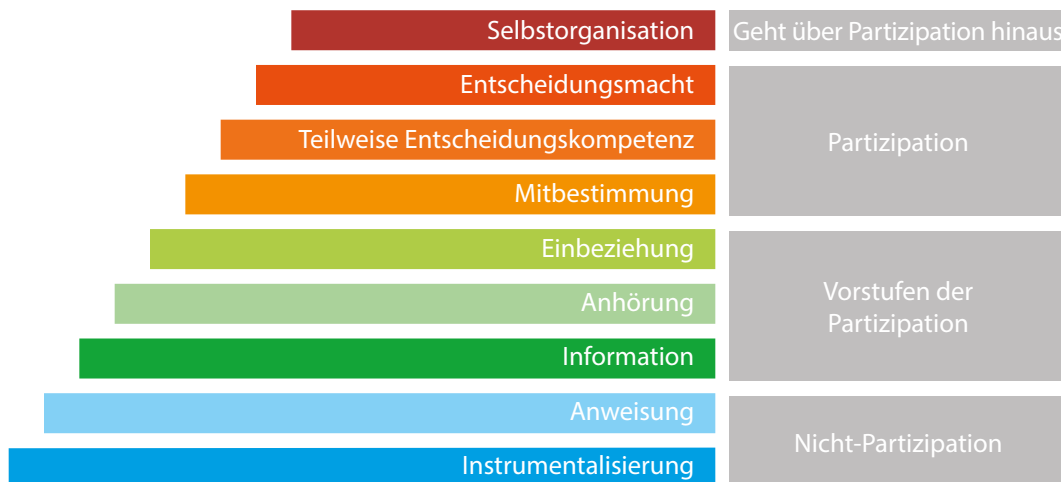 Selbstorganisation
Geht über Partizipation hinaus
Entscheidungsmacht
Teilweise Entscheidungskompetenz
Mitbestimmung
Partizipation
Einbeziehung
Anhörung
Information
Vorstufen der
Partizipation
Anweisung
Instrumentalisierung
Nicht-Partizipation